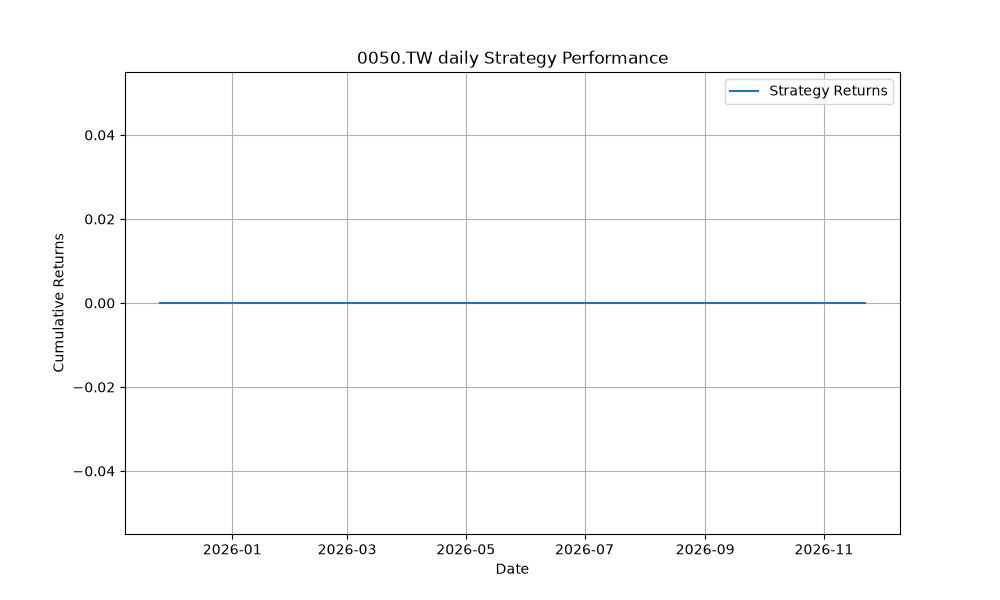 0050.TW daily Strategy Performance
Strategy Returns
Cumulative Returns
0.04
0.02
0.00
−0.02
−0.04
2026-01 2026-03 2026-05 2026-07 2026-09 2026-11
Date